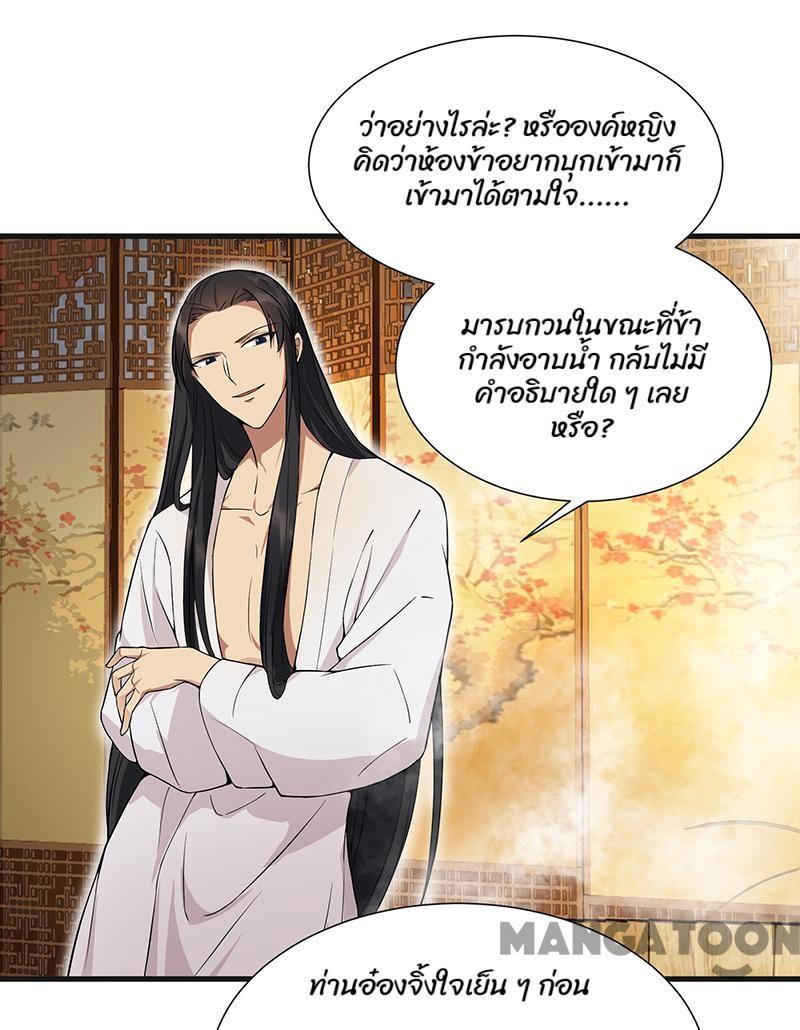 ว่าอย่างไรล่ะ? หรือองค์หญิง
คิดว่าห้องข้าอยากบุกเข้ามาก็
เข้ามาได้ตามใจ......
มารบกวนในขณะที่ข้า
กำลังอาบน้ำ กลับไม่มี
คำอธิบายใด ๆ เลย
หรือ?
春報
MANGATOON
ท่านอ๋องจิ้งใจเย็น ๆ ก่อน